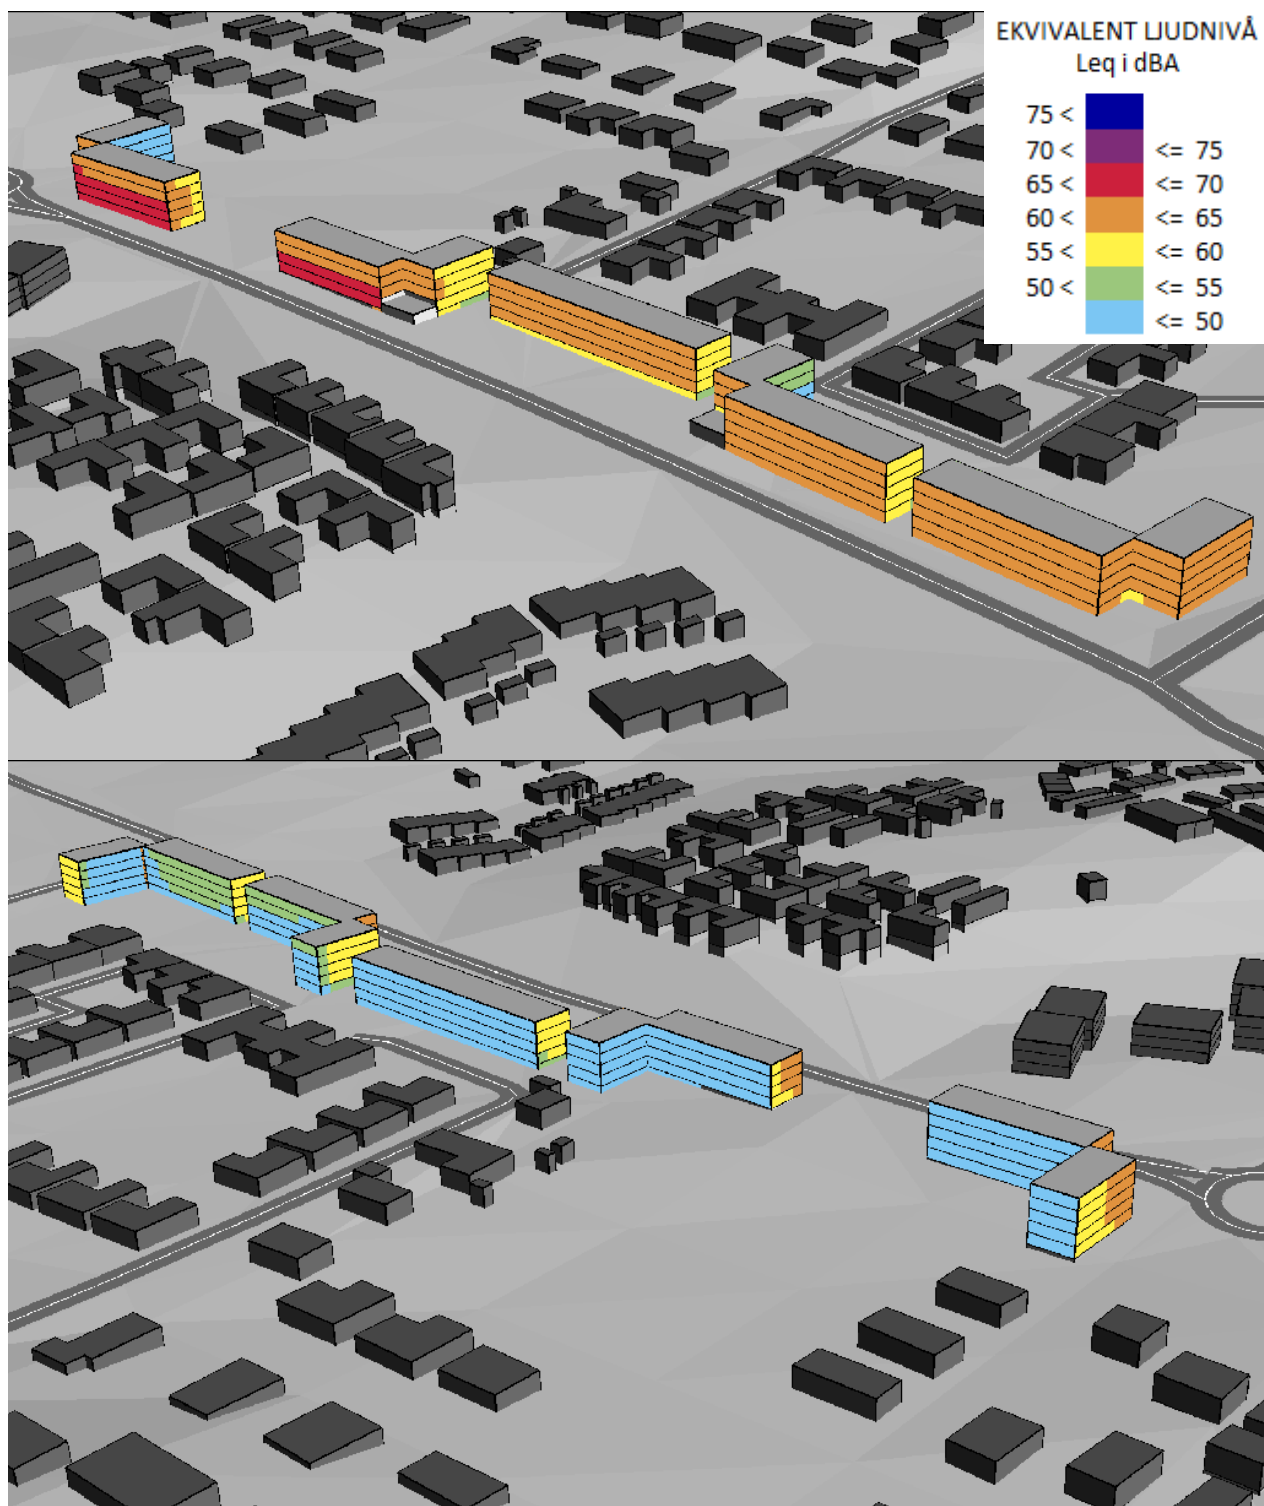 EKVIVALENT LJUDNIVÅ
Leq i dBA
75 <
70 < <= 75
65 < <= 70
60 < <= 65
55 < <= 60
50 < <= 55
<= 50